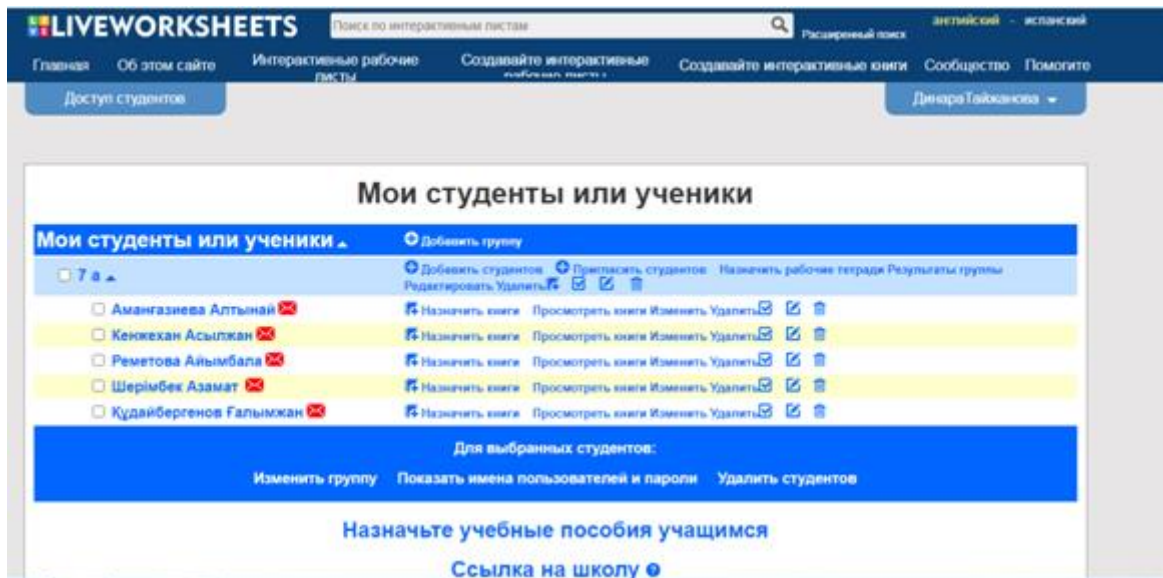 LIVEWORKSHEETS
Поиск по интерактивным листам
английский - испанский
Расширенный поиск
Главная Об этом сайте Интерактивные рабочие листы Создавайте интерактивные рабочие листы Создавайте интерактивные книги Сообщество Помогите
Доступ студентов ДинараТайжанова
Мои студенты или ученики
Мои студенты или ученики Добавить группу
7 а Добавить студентов Пригласить студентов Назначить рабочие тетради Результаты группы
Редактировать Удалить
Амангазиева Алтынай Назначить книги Просмотреть книги Изменить Удалить
Кенжехан Асылжан Назначить книги Просмотреть книги Изменить Удалить
Реметова Айымбала Назначить книги Просмотреть книги Изменить Удалить
Шерімбек Азамат Назначить книги Просмотреть книги Изменить Удалить
Құдайбергенов Ғалымжан Назначить книги Просмотреть книги Изменить Удалить
Для выбранных студентов:
Изменить группу Показать имена пользователей и пароли Удалить студентов
Назначьте учебные пособия учащимся
Ссылка на школу